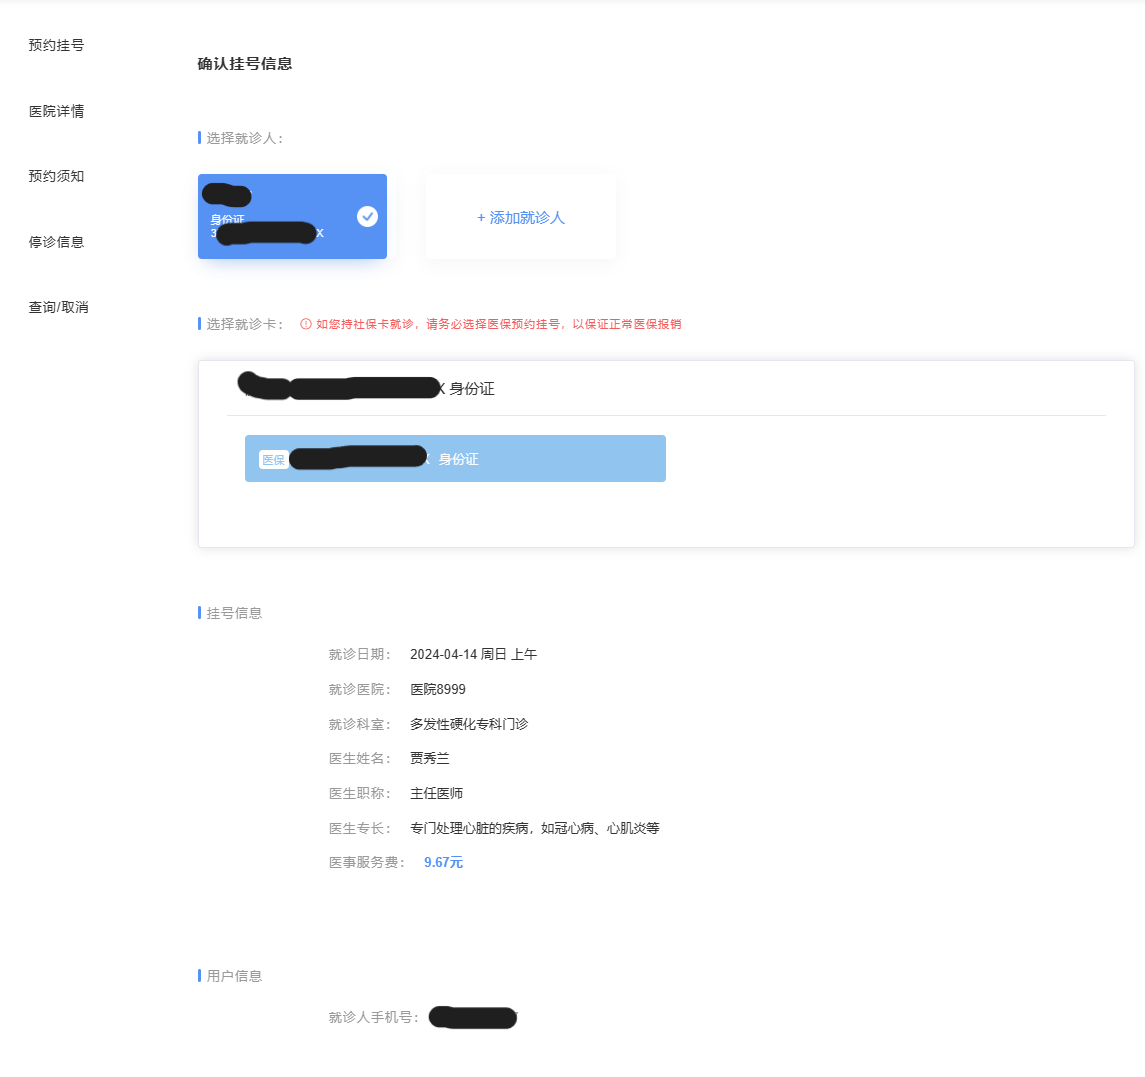 预约挂号
医院详情
预约须知
停诊信息
查询/取消
确认挂号信息
选择就诊人：
身份证
3
X
+ 添加就诊人
选择就诊卡： 如您持社保卡就诊，请务必选择医保预约挂号，以保证正常医保报销
X 身份证
医保 X 身份证
挂号信息
就诊日期： 2024-04-14 周日 上午
就诊医院： 医院8999
就诊科室： 多发性硬化专科门诊
医生姓名： 贾秀兰
医生职称： 主任医师
医生专长： 专门处理心脏的疾病，如冠心病、心肌炎等
医事服务费： 9.67元
用户信息
就诊人手机号：